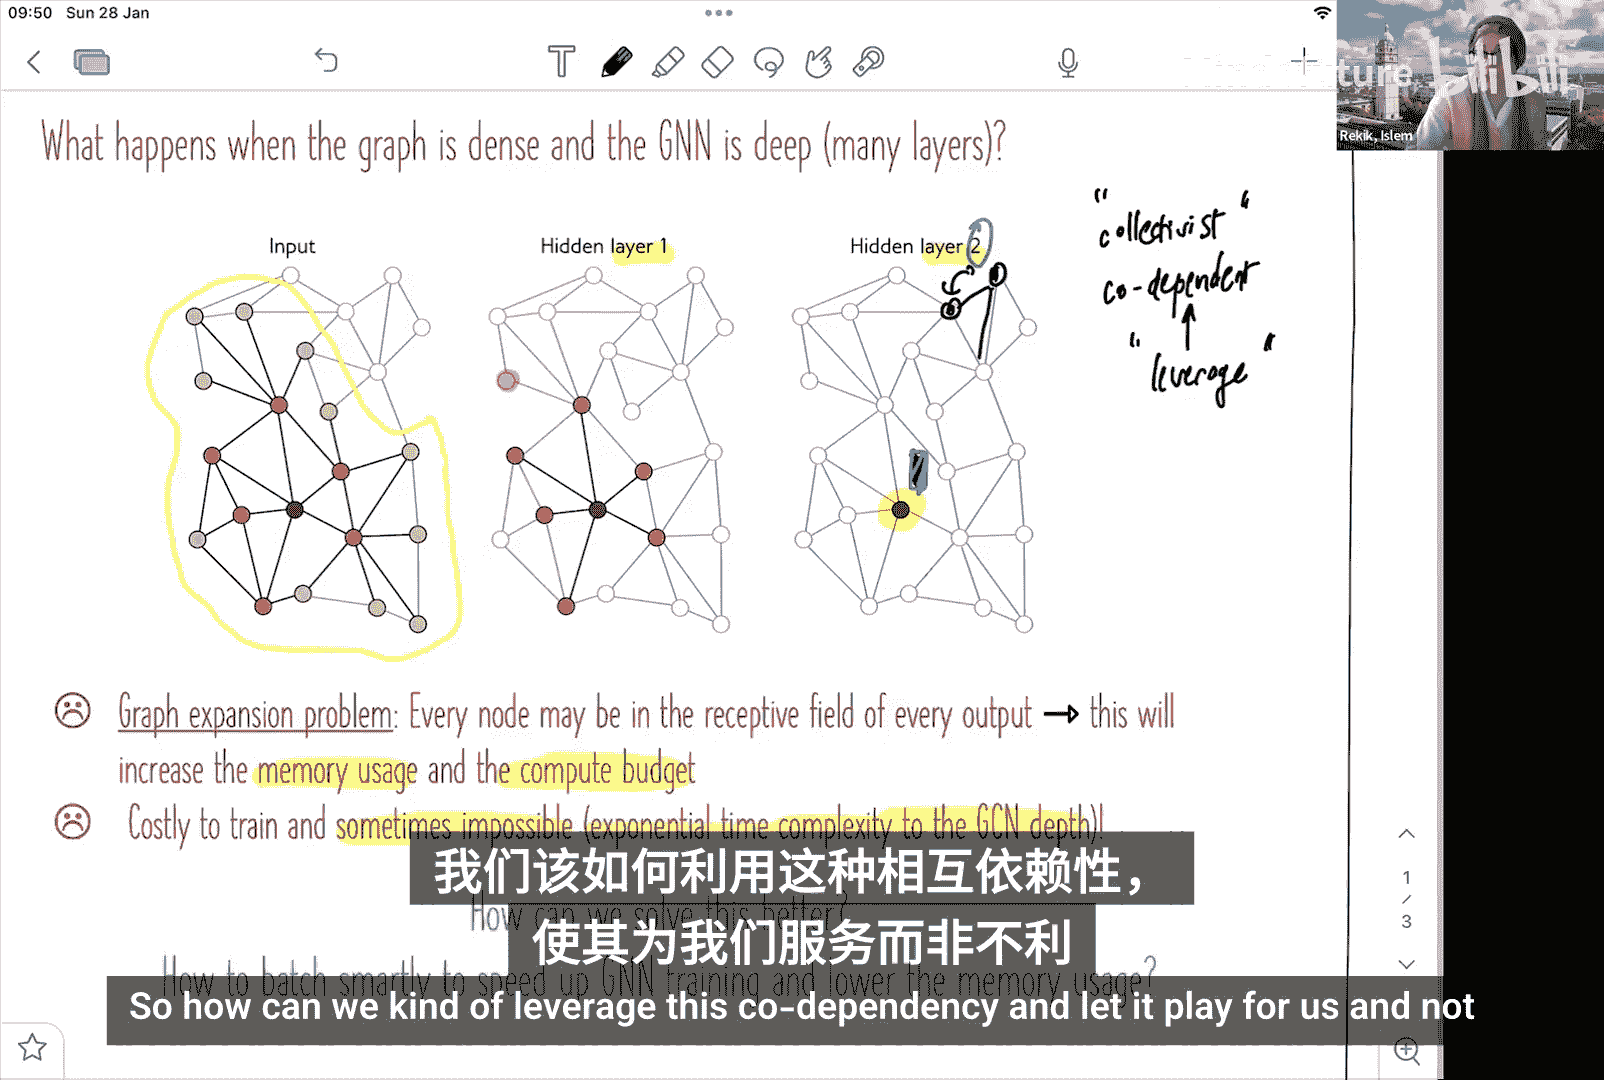 09:50 Sun 28 Jan
ture
bilibili
Rekik, Islem
What happens when the graph is dense and the GNN is deep (many layers)?
Input
Hidden layer 1
Hidden layer 2
"collectivist"
co-dependent
"leverage"
Graph expansion problem: Every node may be in the receptive field of every output → this will
increase the memory usage and the compute budget
Costly to train and sometimes impossible (exponential time complexity to the GCN depth)!
How can we solve this better?
How to batch smartly to speed up GNN training and lower the memory usage?
我们该如何利用这种相互依赖性，
使其为我们服务而非不利
So how can we kind of leverage this co-dependency and let it play for us and not
1
/
3